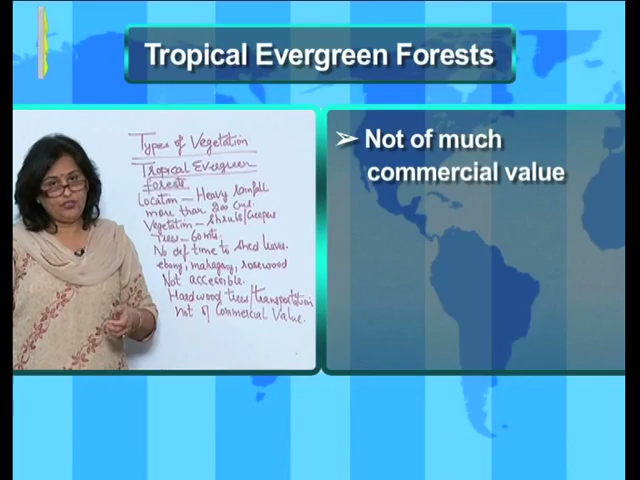 Tropical Evergreen Forests
Types of Vegetation
Tropical Evergreen
Forests
Location – Heavy rainfall
more than 200 cms.
Vegetation – Shrubs/Creepers
Trees – 60 mts.
No def time to shed leaves.
ebony, mahogany, rosewood
Not accessible.
Hardwood trees/transportation
not of Commercial Value.
➢ Not of much
commercial value